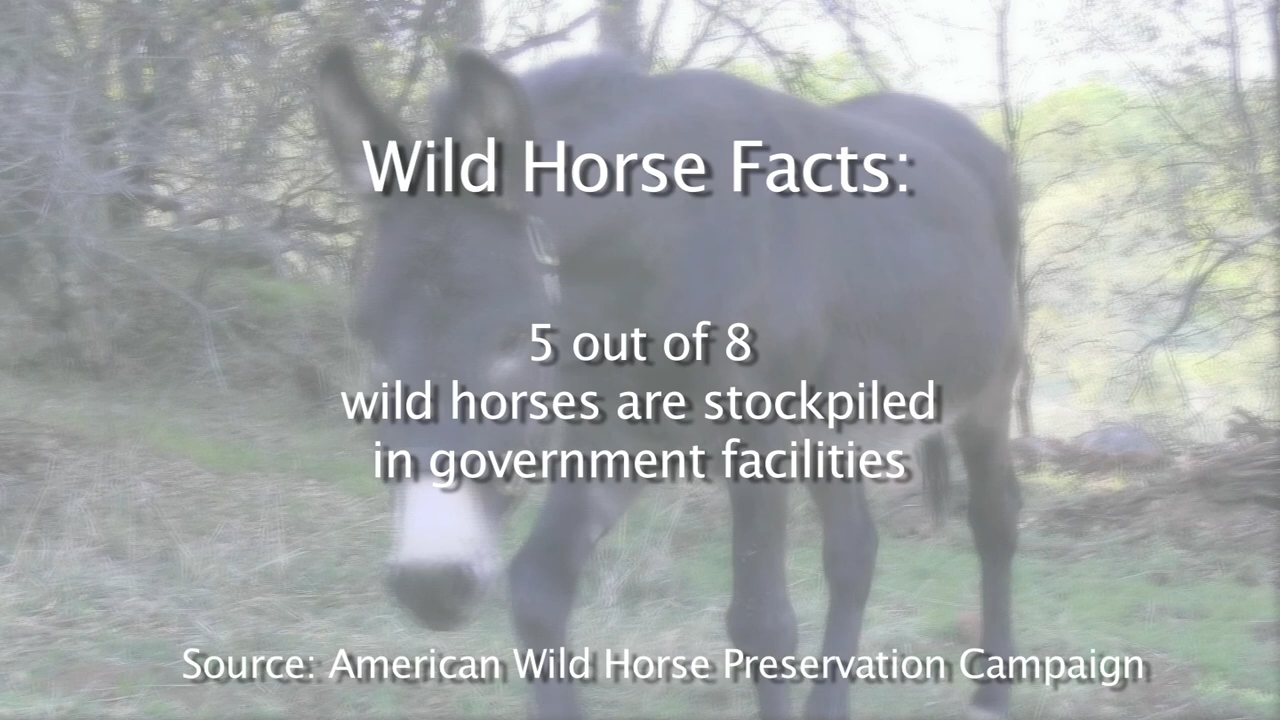 Wild Horse Facts:
5 out of 8
wild horses are stockpiled
in government facilities
Source: American Wild Horse Preservation Campaign